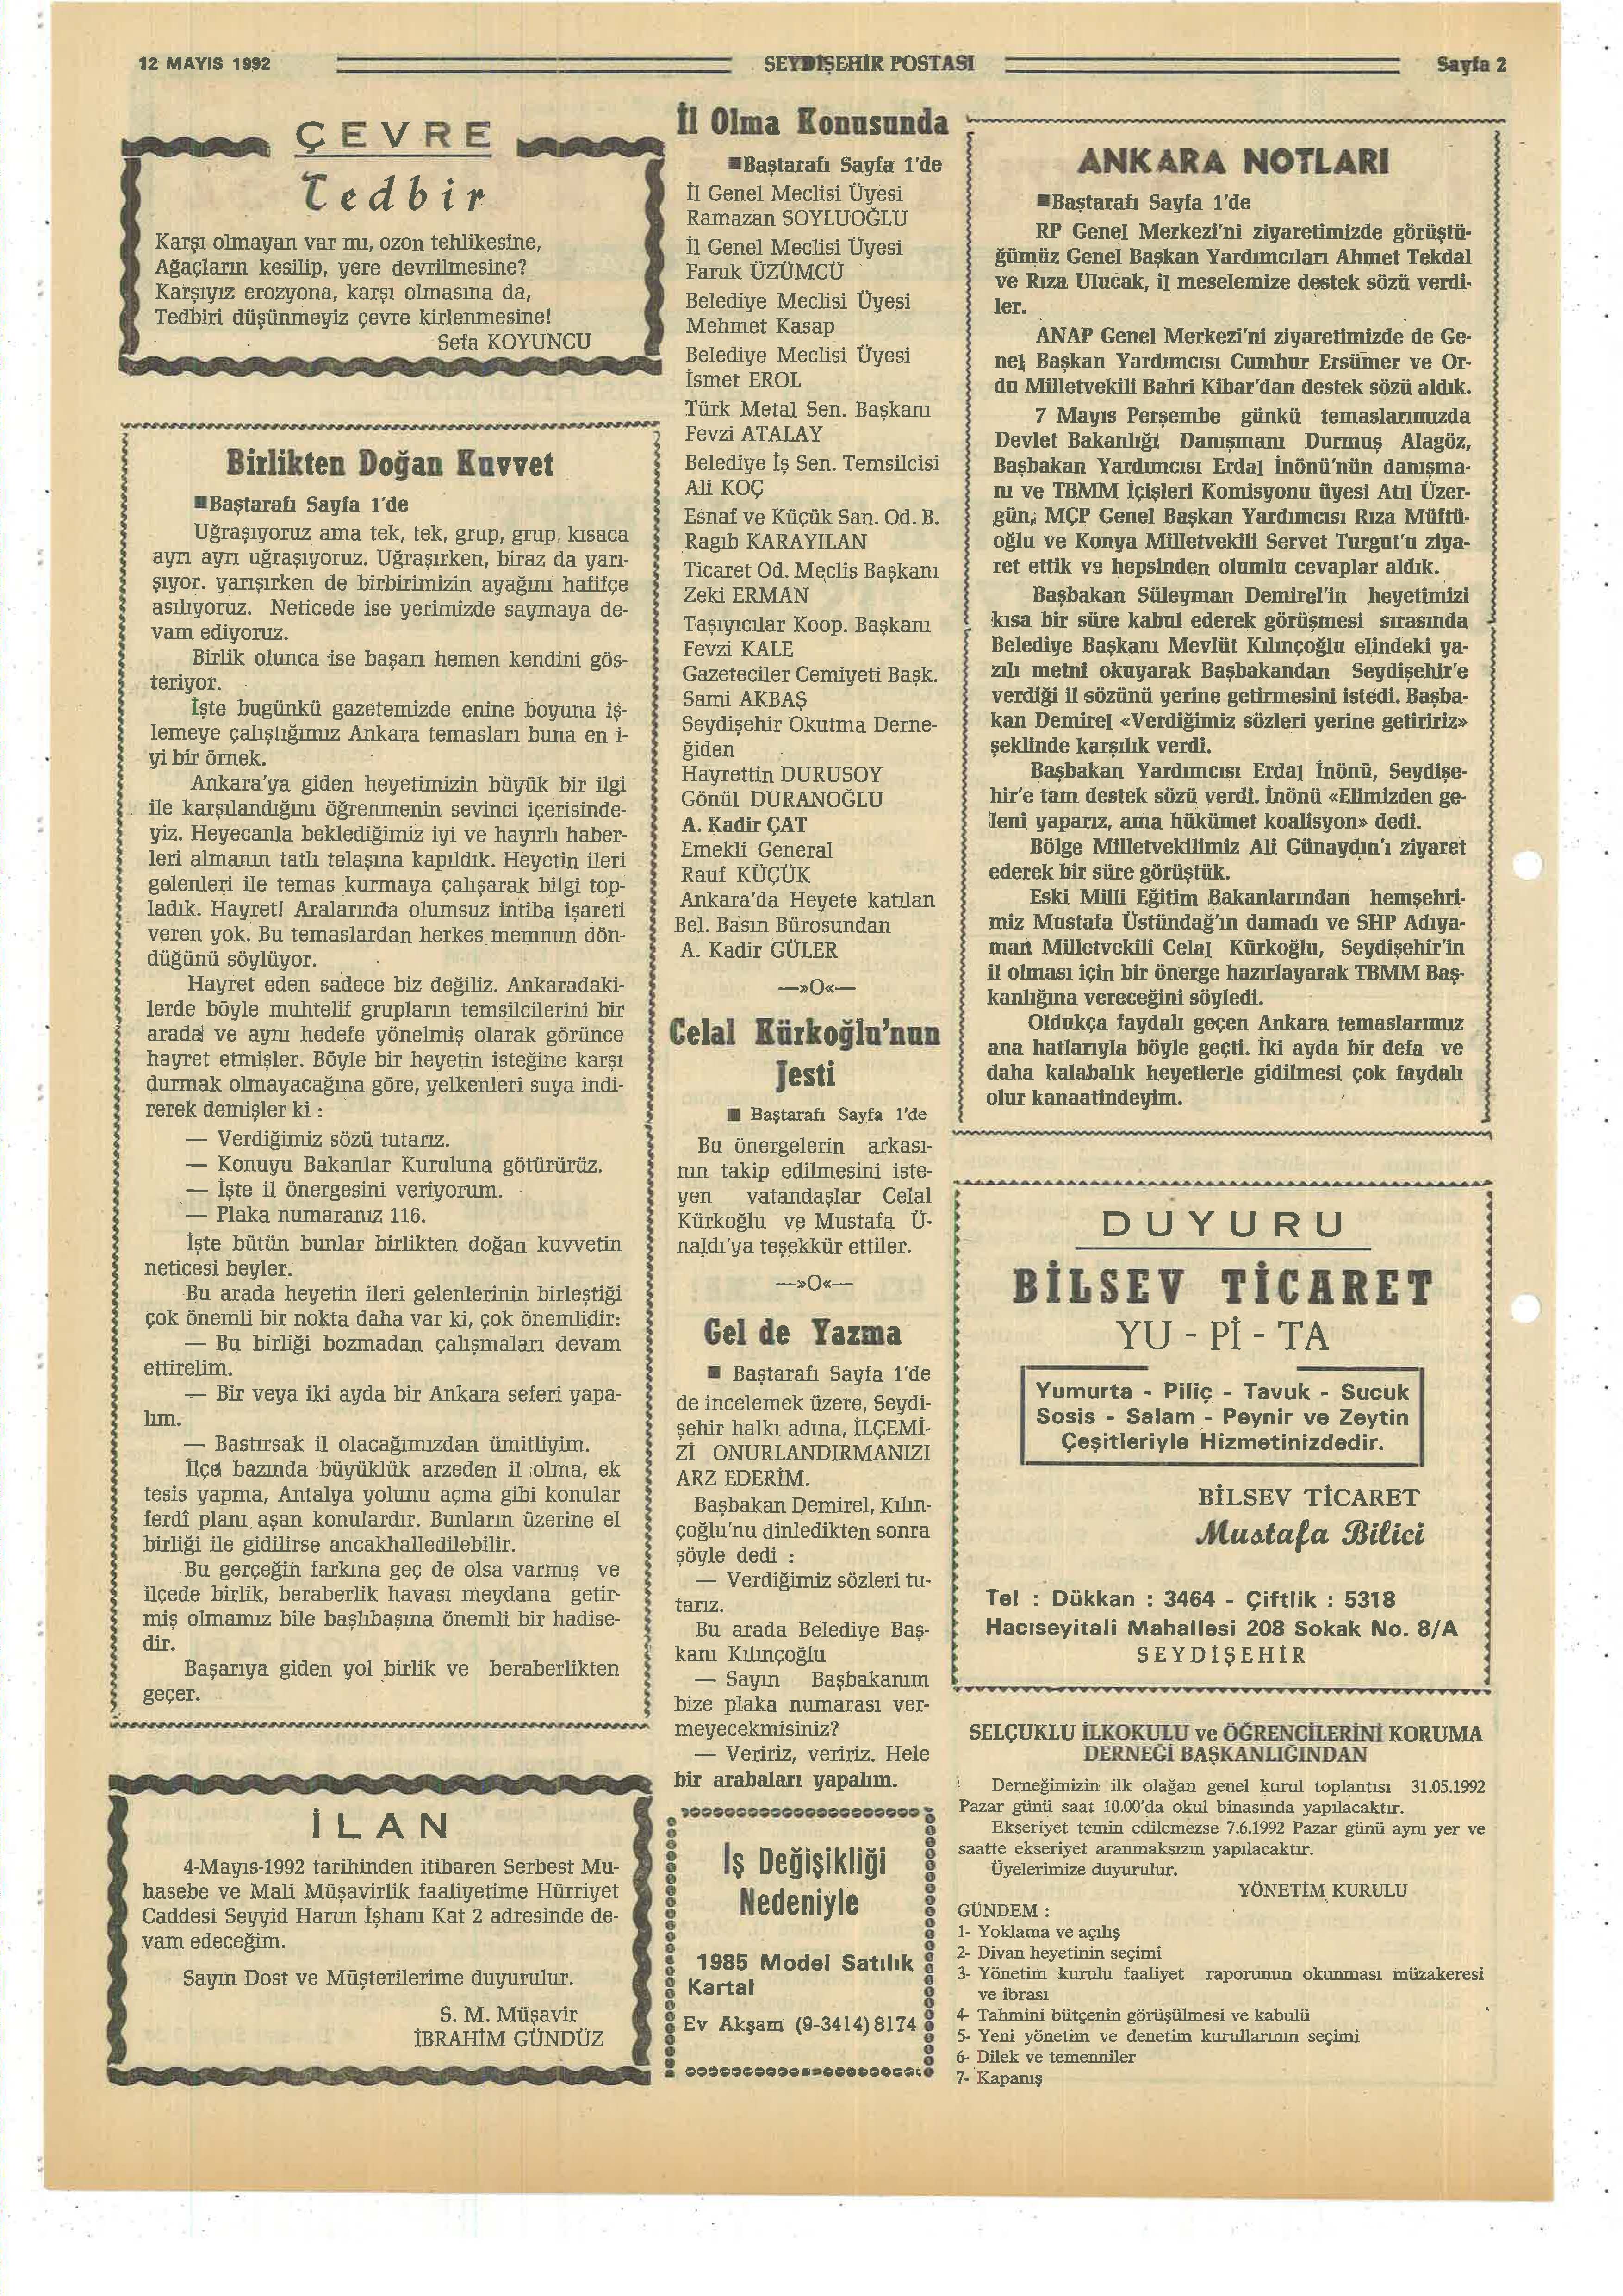 12 MAYIS 1992
SEYDİŞEHİR POSTASI
Sayfa 2
ÇEVRE
Tedbir
Karşı olmayan var mı, ozon tehlikesine,
Ağaçların kesilip, yere devrilmesine?
Karşıyız erozyona, karşı olmasına da,
Tedbiri düşünmeyiz çevre kirlenmesine!
Sefa KOYUNCU
Birlikten Doğan Kuvvet
■Baştarafı Sayfa 1'de
Uğraşıyoruz ama tek, tek, grup, grup, kısaca
ayrı ayrı uğraşıyoruz. Uğraşırken, biraz da yarı-
şıyor. yarışırken de birbirimizin ayağını hafifçe
asılıyoruz. Neticede ise yerimizde saymaya de-
vam ediyoruz.
Birlik olunca ise başarı hemen kendini gös-
teriyor.
İşte bugünkü gazetemizde enine boyuna iş-
lemeye çalıştığımız Ankara temasları buna en i-
yi bir örnek.
Ankara'ya giden heyetimizin büyük bir ilgi
ile karşılandığını öğrenmenin sevinci içerisinde-
yiz. Heyecanla beklediğimiz iyi ve hayırlı haber-
leri almanın tatlı telaşına kapıldık. Heyetin ileri
gelenleri ile temas kurmaya çalışarak bilgi top-
ladık. Hayret! Aralarında olumsuz intiba işareti
veren yok. Bu temaslardan herkes memnun dön-
düğünü söylüyor.
Hayret eden sadece biz değiliz. Ankaradaki-
lerde böyle muhtelif grupların temsilcilerini bir
arada ve aynı hedefe yönelmiş olarak görünce
hayret etmişler. Böyle bir heyetin isteğine karşı
durmak olmayacağına göre, yelkenleri suya indi-
rerek demişler ki :
— Verdiğimiz sözü tutarız.
— Konuyu Bakanlar Kuruluna götürürüz.
— İşte il önergesini veriyorum.
— Plaka numaranız 116.
İşte bütün bunlar birlikten doğan kuvvetin
neticesi beyler.
Bu arada heyetin ileri gelenlerinin birleştiği
çok önemli bir nokta daha var ki, çok önemlidir:
— Bu birliği bozmadan çalışmaları devam
ettirelim.
— Bir veya iki ayda bir Ankara seferi yapa-
lım.
— Bastırsak il olacağımızdan ümitliyim.
İlçe bazında büyüklük arzeden il olma, ek
tesis yapma, Antalya yolunu açma gibi konular
ferdî planı aşan konulardır. Bunların üzerine el
birliği ile gidilirse ancakhalledilebilir.
Bu gerçeğin farkına geç de olsa varmış ve
ilçede birlik, beraberlik havası meydana getir-
miş olmamız bile başlıbaşına önemli bir hadise-
dir.
Başarıya giden yol birlik ve beraberlikten
geçer.
İLAN
4-Mayıs-1992 tarihinden itibaren Serbest Mu-
hasebe ve Mali Müşavirlik faaliyetime Hürriyet
Caddesi Seyyid Harun İşhanı Kat 2 adresinde de-
vam edeceğim.
Sayın Dost ve Müşterilerime duyurulur.
S. M. Müşavir
İBRAHİM GÜNDÜZ
İl Olma Konusunda
■Baştarafı Sayfa 1'de
İl Genel Meclisi Üyesi
Ramazan SOYLUOĞLU
İl Genel Meclisi Üyesi
Faruk ÜZÜMCÜ
Belediye Meclisi Üyesi
Mehmet Kasap
Belediye Meclisi Üyesi
İsmet EROL
Türk Metal Sen. Başkanı
Fevzi ATALAY
Belediye İş Sen. Temsilcisi
Ali KOÇ
Esnaf ve Küçük San. Od. B.
Ragıb KARAYILAN
Ticaret Od. Meclis Başkanı
Zeki ERMAN
Taşıyıcılar Koop. Başkanı
Fevzi KALE
Gazeteciler Cemiyeti Başk.
Sami AKBAŞ
Seydişehir Okutma Derne-
ğiden
Hayrettin DURUSOY
Gönül DURANOĞLU
A. Kadir ÇAT
Emekli General
Rauf KÜÇÜK
Ankara'da Heyete katılan
Bel. Basın Bürosundan
A. Kadir GÜLER
—»O«—
Celal Kürkoğlu'nun
Jesti
■ Baştarafı Sayfa 1'de
Bu önergelerin arkası-
nın takip edilmesini iste-
yen vatandaşlar Celal
Kürkoğlu ve Mustafa Ü-
naldı'ya teşekkür ettiler.
—»O«—
Gel de Yazma
■ Baştarafı Sayfa 1'de
de incelemek üzere, Seydi-
şehir halkı adına, İLÇEMİ-
Zİ ONURLANDIRMANIZI
ARZ EDERİM.
Başbakan Demirel, Kılın-
çoğlu'nu dinledikten sonra
şöyle dedi :
— Verdiğimiz sözleri tu-
tarız.
Bu arada Belediye Baş-
kanı Kılınçoğlu
— Sayın Başbakanım
bize plaka numarası ver-
meyecekmisiniz?
— Veririz, veririz. Hele
bir arabaları yapalım.
İş Değişikliği
Nedeniyle
1985 Model Satılık
Kartal
Ev Akşam (9-3414) 8174
ANKARA NOTLARI
■Baştarafı Sayfa 1'de
RP Genel Merkezi'ni ziyaretimizde görüştü-
ğümüz Genel Başkan Yardımcıları Ahmet Tekdal
ve Rıza Ulucak, il meselemize destek sözü verdi-
ler.
ANAP Genel Merkezi'ni ziyaretimizde de Ge-
nel Başkan Yardımcısı Cumhur Ersümer ve Or-
du Milletvekili Bahri Kibar'dan destek sözü aldık.
7 Mayıs Perşembe günkü temaslarımızda
Devlet Bakanlığı Danışmanı Durmuş Alagöz,
Başbakan Yardımcısı Erdal İnönü'nün danışma-
nı ve TBMM İçişleri Komisyonu üyesi Atıl Üzer-
gün, MÇP Genel Başkan Yardımcısı Rıza Müftü-
oğlu ve Konya Milletvekili Servet Turgut'u ziya-
ret ettik ve hepsinden olumlu cevaplar aldık.
Başbakan Süleyman Demirel'in heyetimizi
kısa bir süre kabul ederek görüşmesi sırasında
Belediye Başkanı Mevlüt Kılınçoğlu elindeki ya-
zılı metni okuyarak Başbakandan Seydişehir'e
verdiği il sözünü yerine getirmesini istedi. Başba-
kan Demirel «Verdiğimiz sözleri yerine getiririz»
şeklinde karşılık verdi.
Başbakan Yardımcısı Erdal İnönü, Seydişe-
hir'e tam destek sözü verdi. İnönü «Elimizden ge-
leni yaparız, ama hükümet koalisyon» dedi.
Bölge Milletvekilimiz Ali Günaydın'ı ziyaret
ederek bir süre görüştük.
Eski Milli Eğitim Bakanlarından hemşehri-
miz Mustafa Üstündağ'ın damadı ve SHP Adıya-
man Milletvekili Celal Kürkoğlu, Seydişehir'in
il olması için bir önerge hazırlayarak TBMM Baş-
kanlığına vereceğini söyledi.
Oldukça faydalı geçen Ankara temaslarımız
ana hatlarıyla böyle geçti. İki ayda bir defa ve
daha kalabalık heyetlerle gidilmesi çok faydalı
olur kanaatindeyim.
DUYURU
BİLSEV TİCARET
YU - Pİ - TA
Yumurta - Piliç - Tavuk - Sucuk
Sosis - Salam - Peynir ve Zeytin
Çeşitleriyle Hizmetinizdedir.
BİLSEV TİCARET
Mustafa Bilici
Tel : Dükkan : 3464 - Çiftlik : 5318
Hacıseyitali Mahallesi 208 Sokak No. 8/A
SEYDİŞEHİR
SELÇUKLU İLKOKULU ve ÖĞRENCİLERİNİ KORUMA
DERNEĞİ BAŞKANLIĞINDAN
Derneğimizin ilk olağan genel kurul toplantısı 31.05.1992
Pazar günü saat 10.00'da okul binasında yapılacaktır.
Ekseriyet temin edilemezse 7.6.1992 Pazar günü aynı yer ve
saatte ekseriyet aranmaksızın yapılacaktır.
Üyelerimize duyurulur.
YÖNETİM KURULU
GÜNDEM :
1- Yoklama ve açılış
2- Divan heyetinin seçimi
3- Yönetim kurulu faaliyet raporunun okunması müzakeresi
ve ibrası
4- Tahmini bütçenin görüşülmesi ve kabulü
5- Yeni yönetim ve denetim kurullarının seçimi
6- Dilek ve temenniler
7- Kapanış